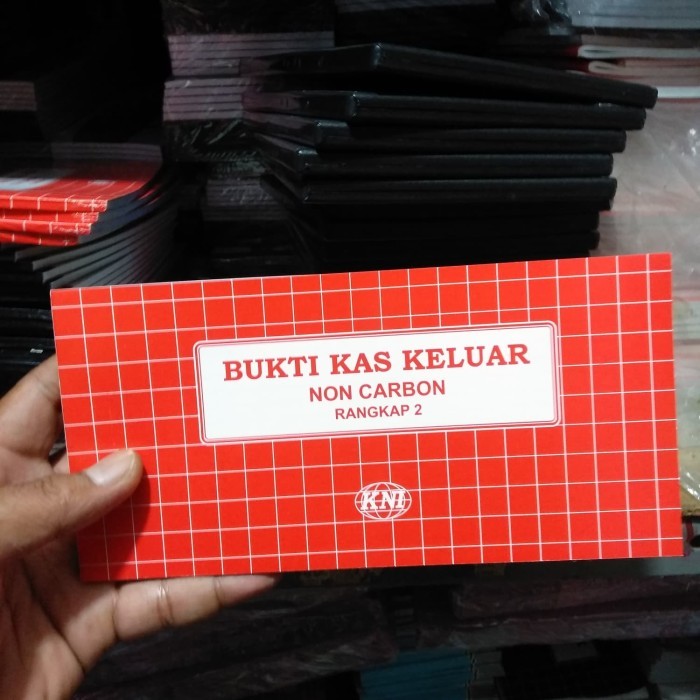 BUKTI KAS KELUAR
NON CARBON
RANGKAP 2
KNI